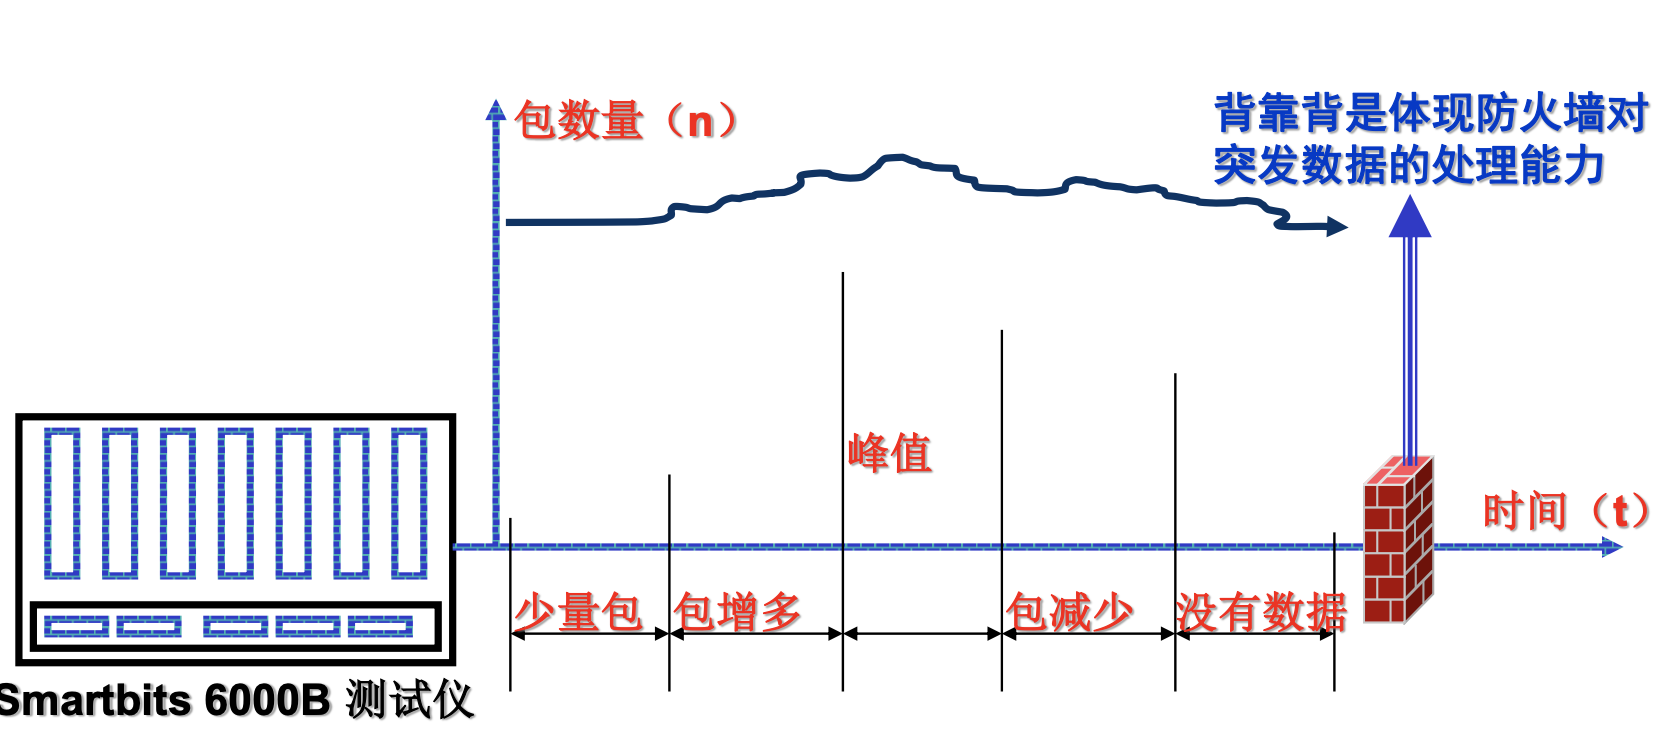 包数量（n）
背靠背是体现防火墙对
突发数据的处理能力
峰值
时间（t）
少量包
包增多
包减少
没有数据
Smartbits 6000B 测试仪